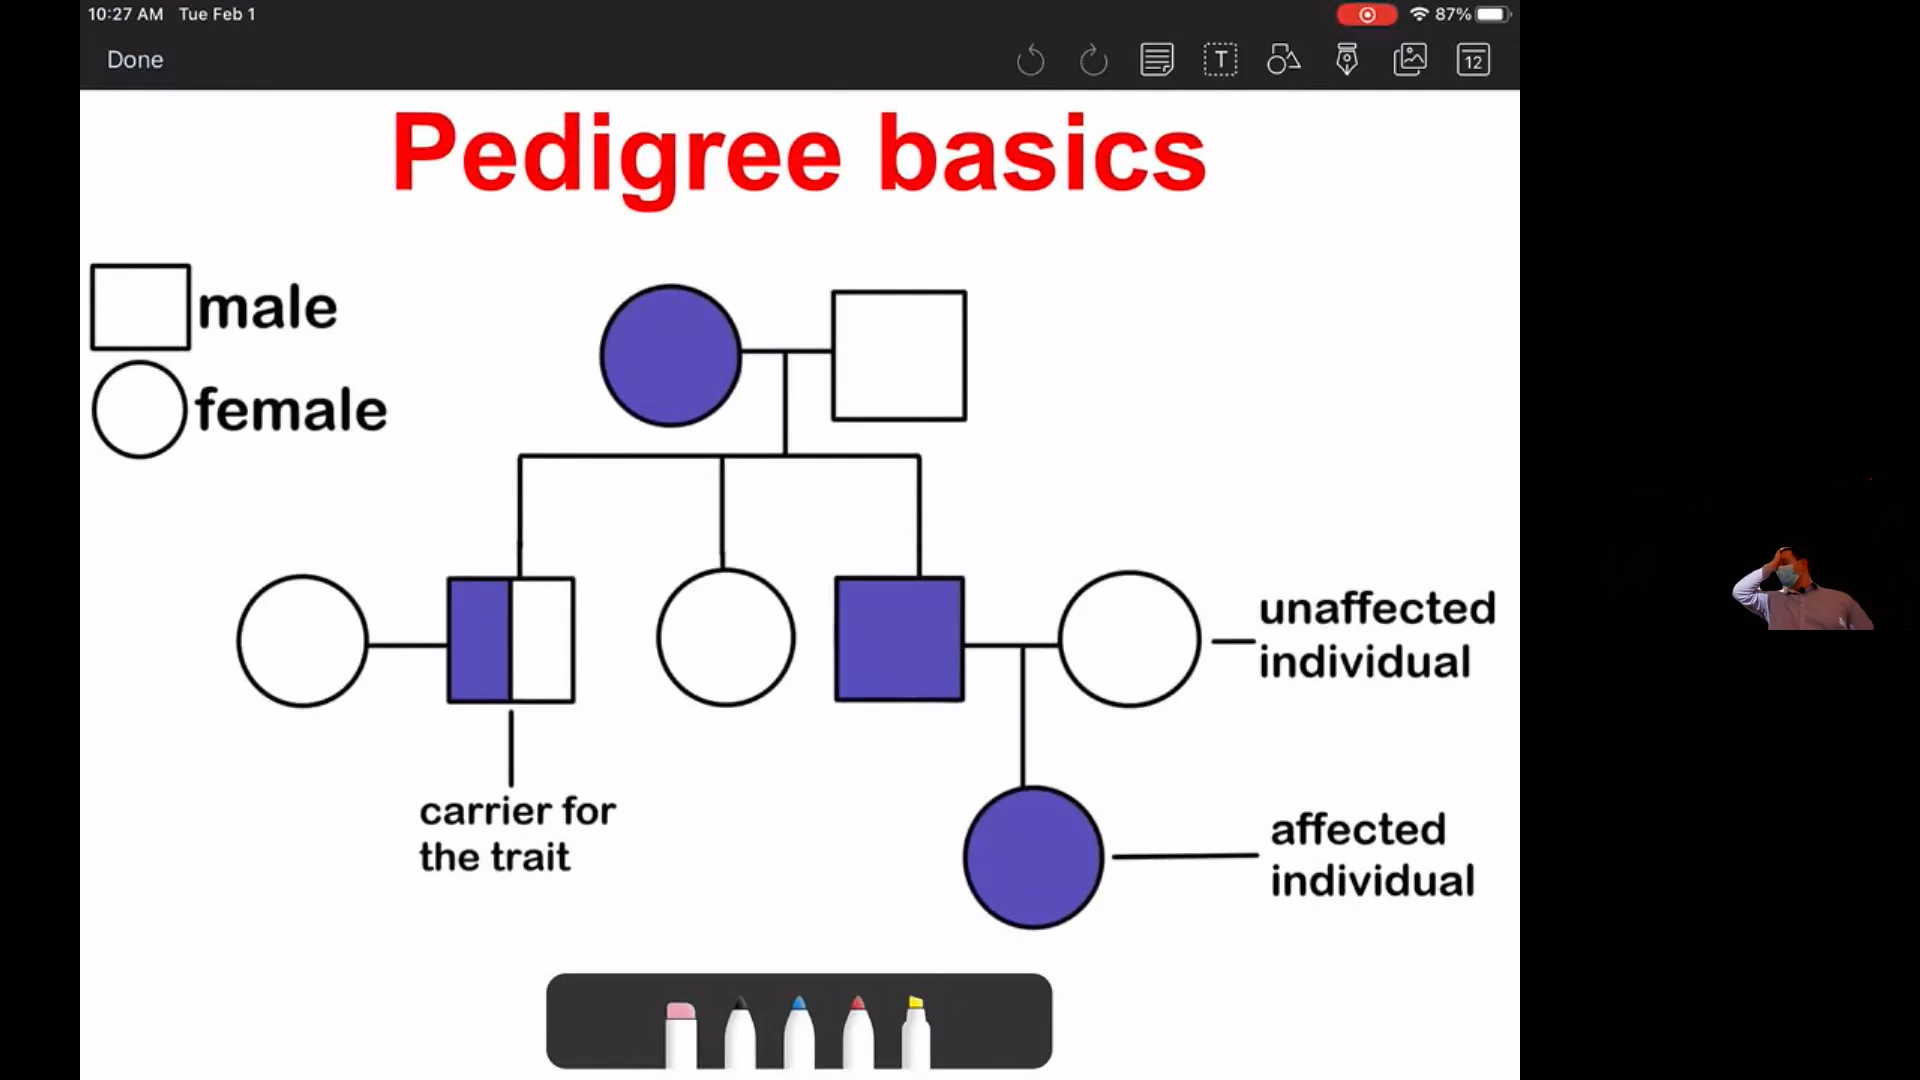 10:27 AM Tue Feb 1
87%
Done
T
12
Pedigree basics
male
female
unaffected
individual
carrier for
the trait
affected
individual